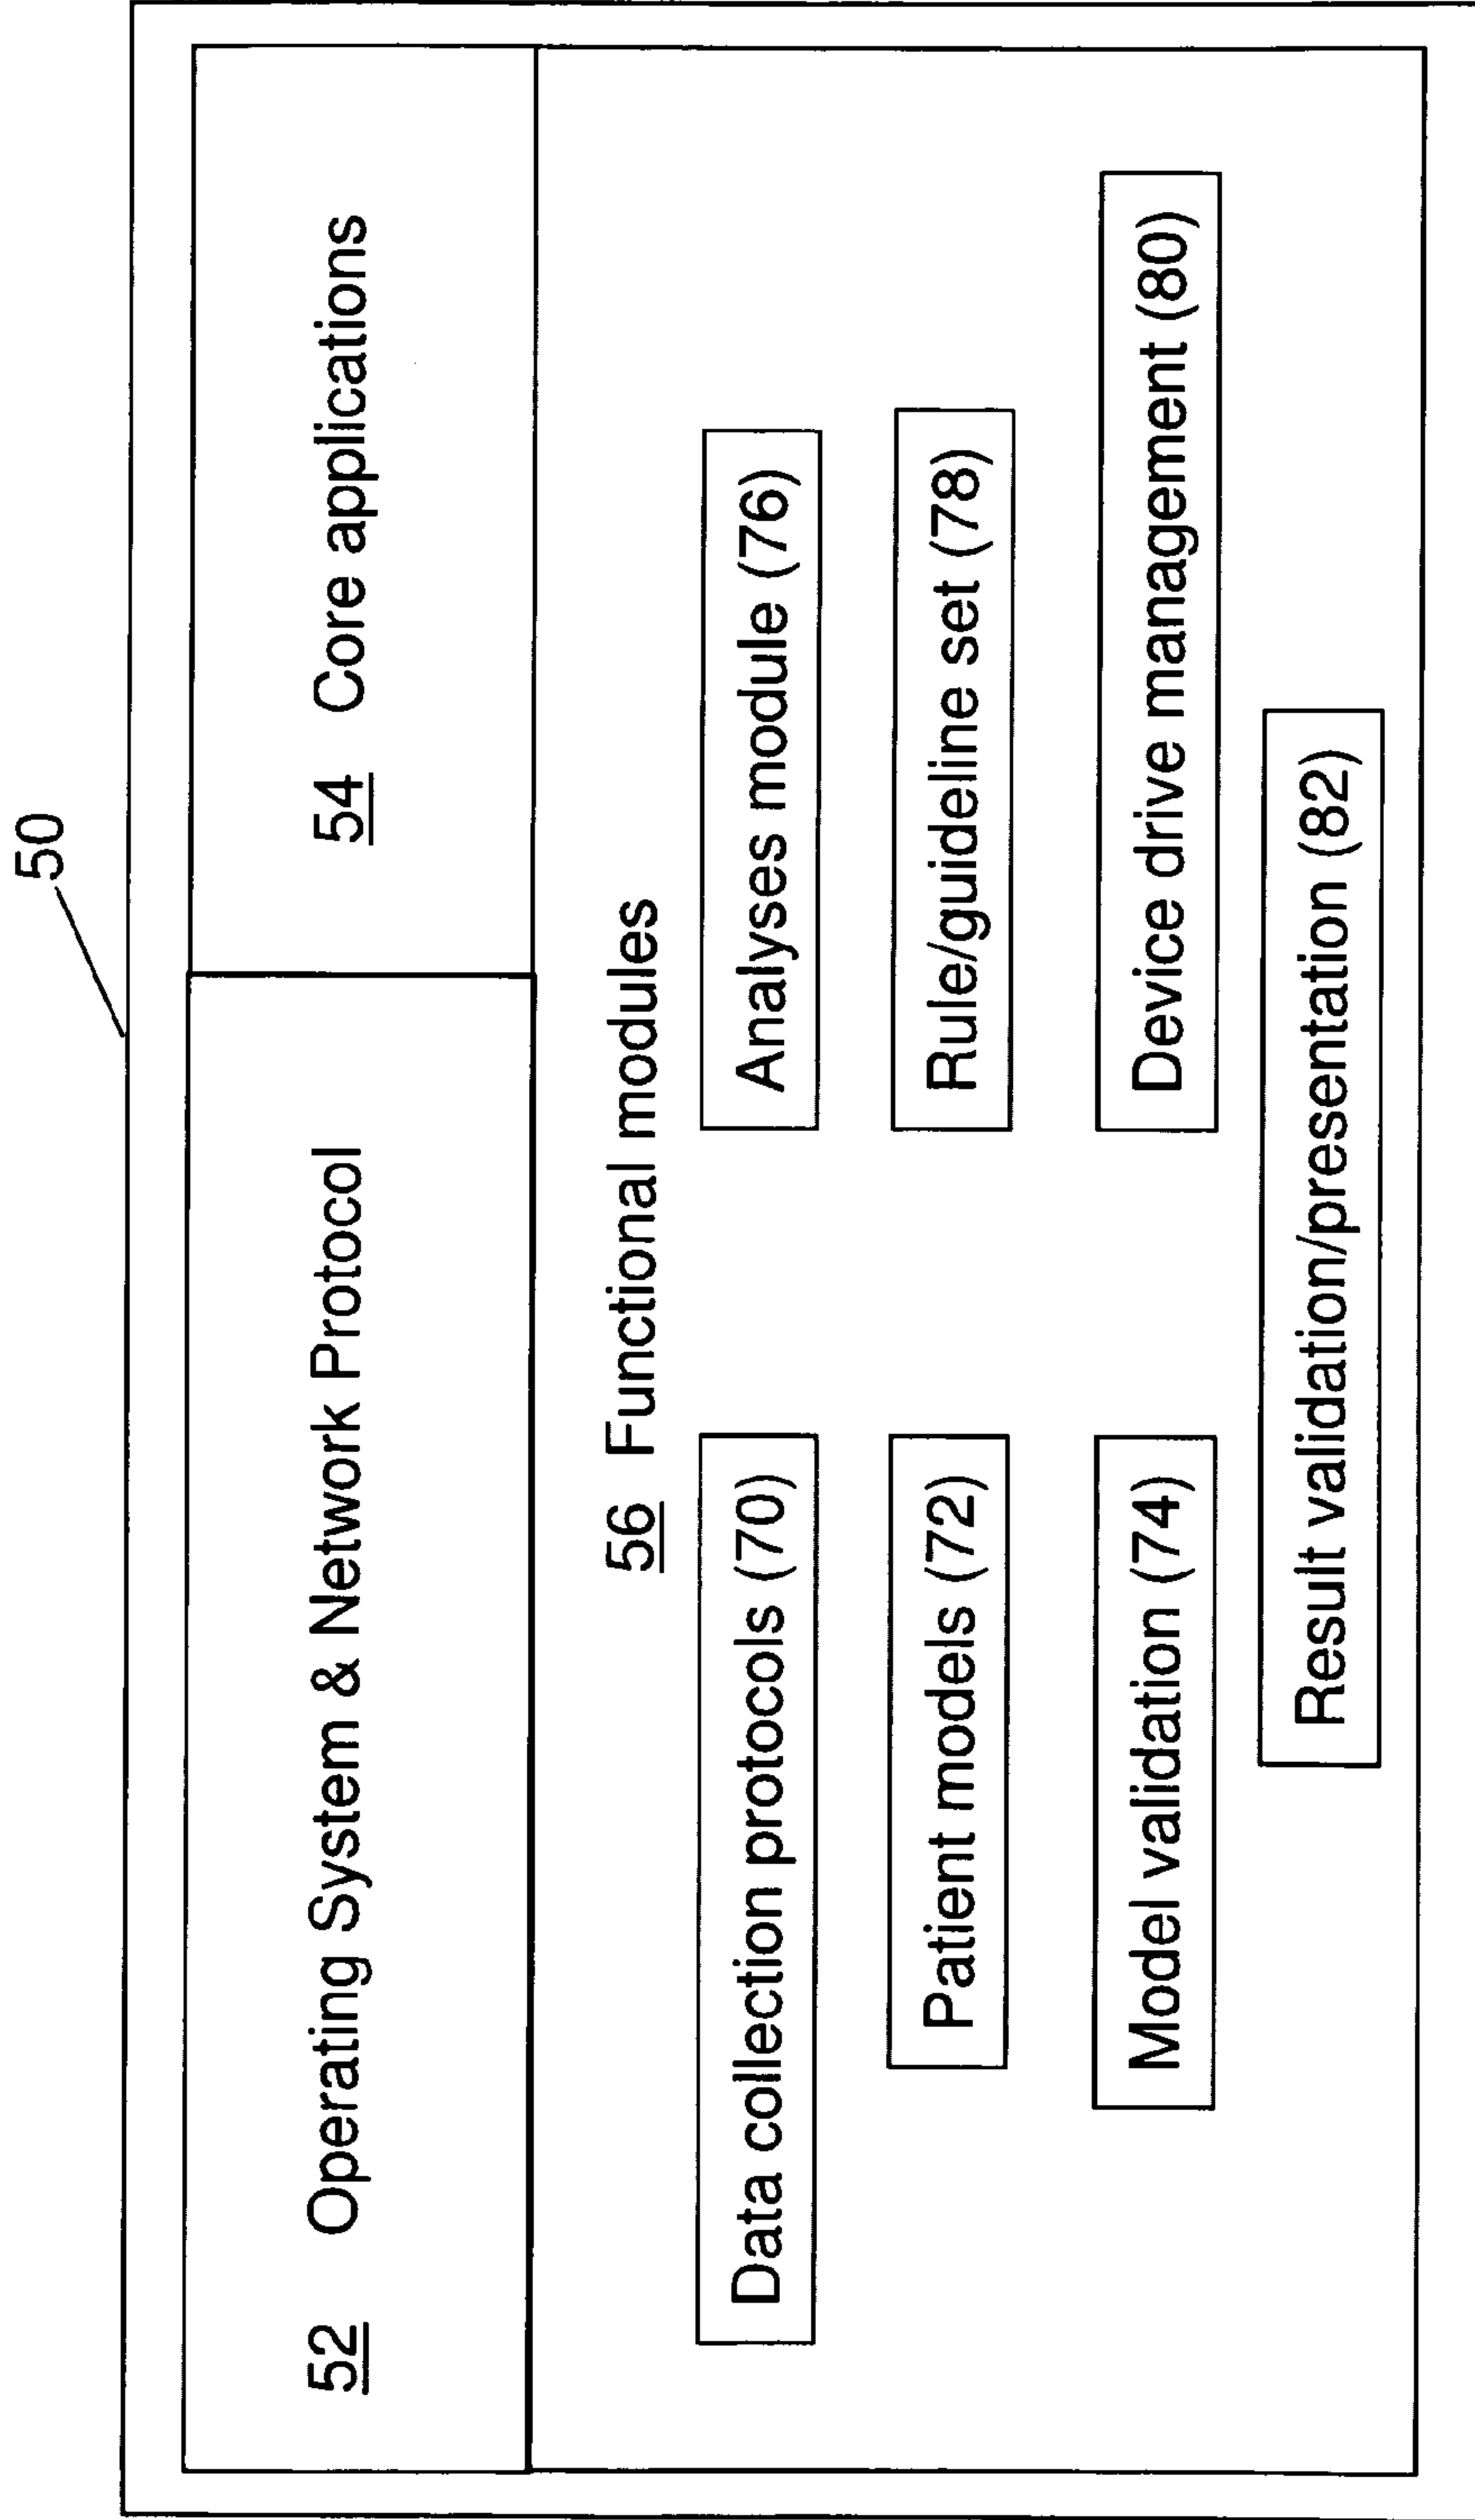 50
52 Operating System & Network Protocol
54 Core applications
56 Functional modules
Data collection protocols (70)
Analyses module (76)
Patient models (72)
Rule/guideline set (78)
Model validation (74)
Device drive management (80)
Result validation/presentation (82)